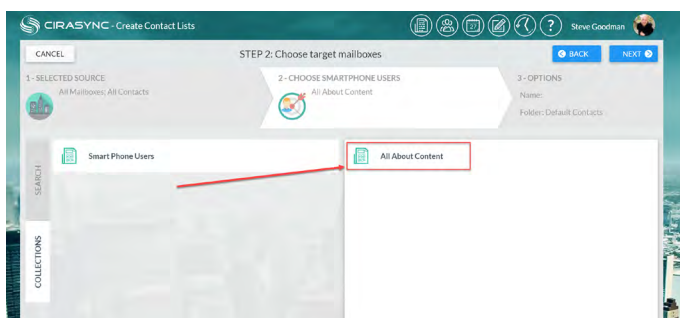 CIRASYNC - Create Contact Lists
27
?
Steve Goodman
CANCEL
STEP 2: Choose target mailboxes
BACK
NEXT
1 - SELECTED SOURCE
All Mailboxes: All Contacts
2 - CHOOSE SMARTPHONE USERS
All About Content
3 - OPTIONS
Name:
Folder: Default Contacts
SEARCH
COLLECTIONS
Smart Phone Users
All About Content